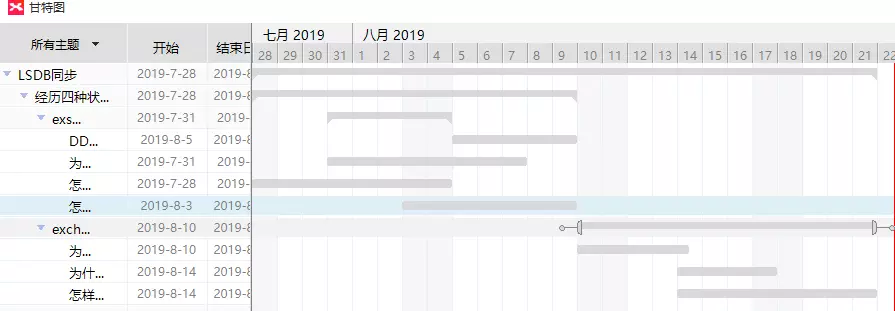 甘特图
所有主题 开始 结束日 七月 2019 八月 2019
28 29 30 31 1 2 3 4 5 6 7 8 9 10 11 12 13 14 15 16 17 18 19 20 21 22
LSDB同步 2019-7-28 2019-8
经历四种状... 2019-7-28 2019-8
exs... 2019-7-31 2019-8
DD... 2019-8-5 2019-8
为... 2019-7-31 2019-8
怎... 2019-7-28 2019-8
怎... 2019-8-3 2019-8
exch... 2019-8-10 2019-8
为... 2019-8-10 2019-8
为什... 2019-8-14 2019-8
怎样... 2019-8-14 2019-8